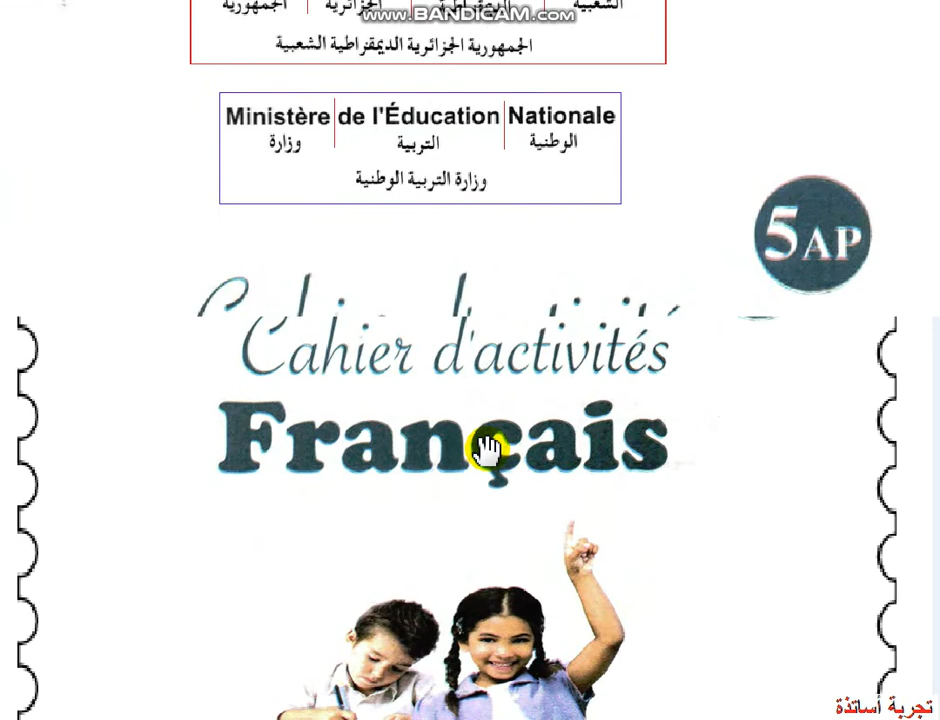 الجمهورية الجزائرية الديمقراطية الشعبية
www.BANDICAM.com
الجمهورية الجزائرية الديمقراطية الشعبية
Ministère de l'Éducation Nationale
وزارة التربية الوطنية
وزارة التربية الوطنية
5AP
Cahier d'activités
Français
تجربة أساتذة